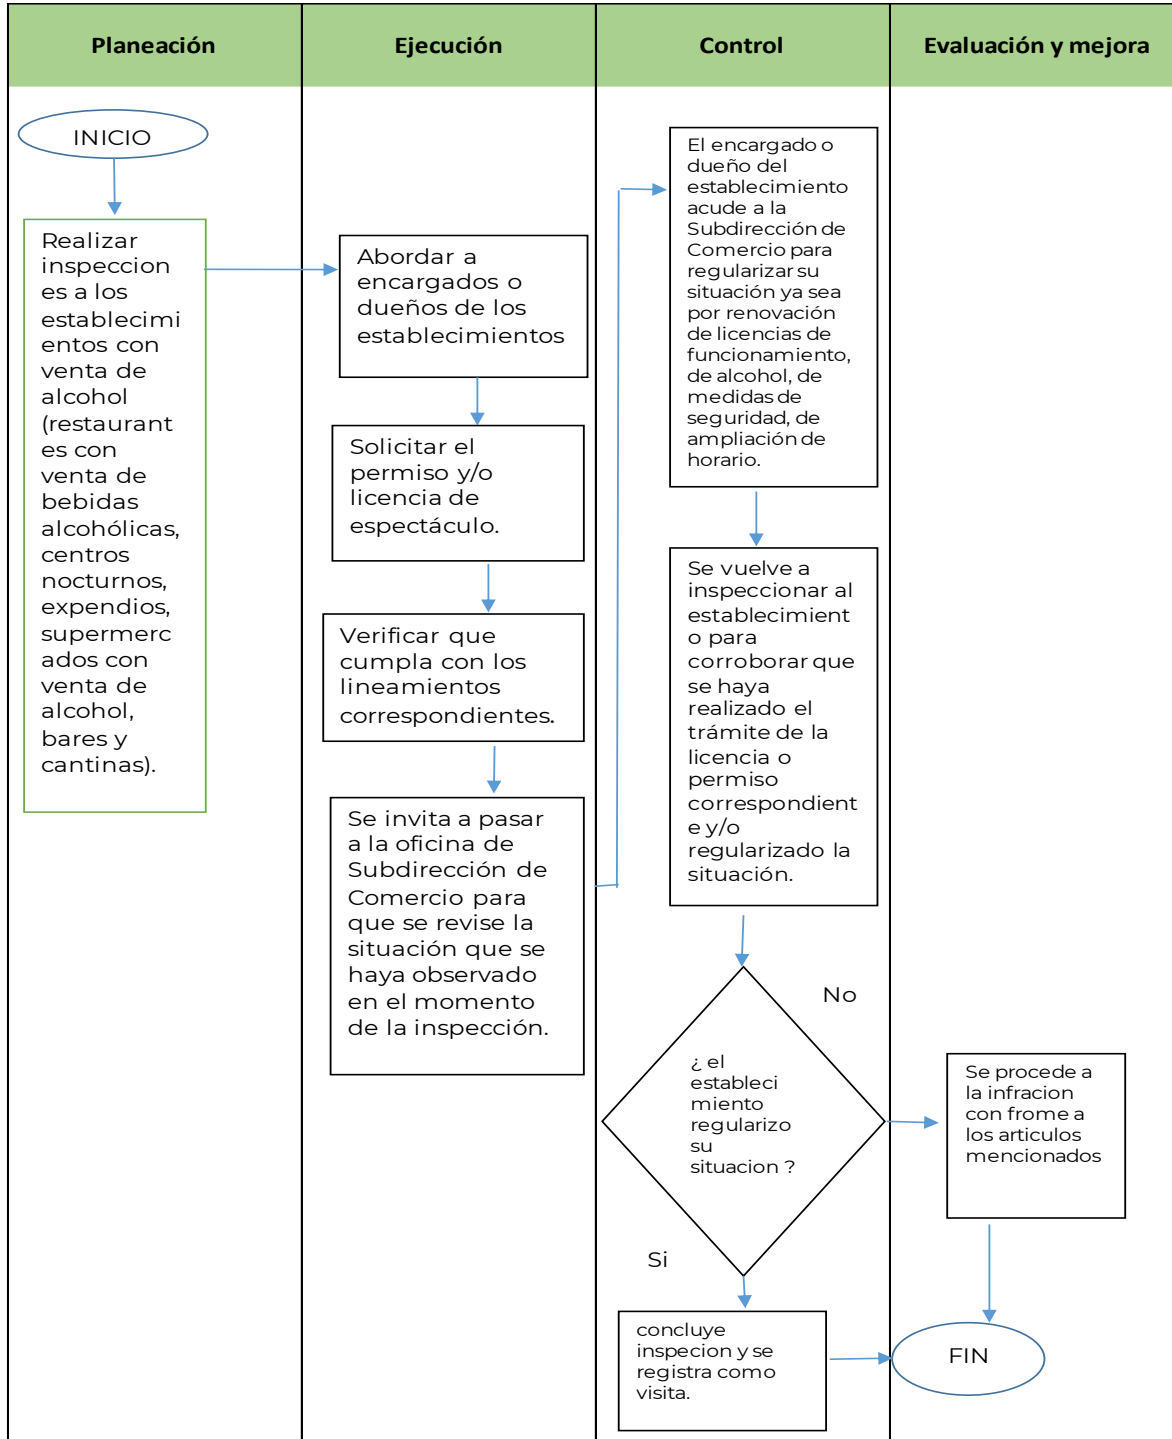 Planeación
Ejecución
Control
Evaluación y mejora
INICIO
Realizar
inspeccion
es a los
establecimi
entos con
venta de
alcohol
(restaurant
es con
venta de
bebidas
alcohólicas,
centros
nocturnos,
expendios,
supermerc
ados con
venta de
alcohol,
bares y
cantinas).
Abordar a
encargados o
dueños de los
establecimientos
Solicitar el
permiso y/o
licencia de
espectáculo.
Verificar que
cumpla con los
lineamientos
correspondientes.
Se invita a pasar
a la oficina de
Subdirección de
Comercio para
que se revise la
situación que se
haya observado
en el momento
de la inspección.
El encargado o
dueño del
establecimiento
acude a la
Subdirección de
Comercio para
regularizar su
situación ya sea
por renovación
de licencias de
funcionamiento,
de alcohol, de
medidas de
seguridad, de
ampliación de
horario.
Se vuelve a
inspeccionar al
establecimient
o para
corroborar que
se haya
realizado el
trámite de la
licencia o
permiso
correspondient
e y/o
regularizado la
situación.
No
¿ el
estableci
miento
regularizo
su
situacion ?
Si
concluye
inspecion y se
registra como
visita.
Se procede a
la infracion
con frome a
los articulos
mencionados
FIN